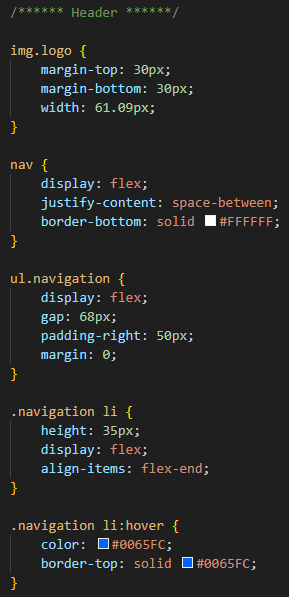 /****** Header ******/
img.logo {
margin-top: 30px;
margin-bottom: 30px;
width: 61.09px;
}
nav {
display: flex;
justify-content: space-between;
border-bottom: solid #FFFFFF;
}
ul.navigation {
display: flex;
gap: 68px;
padding-right: 50px;
margin: 0;
}
.navigation li {
height: 35px;
display: flex;
align-items: flex-end;
}
.navigation li:hover {
color: #0065FC;
border-top: solid #0065FC;
}